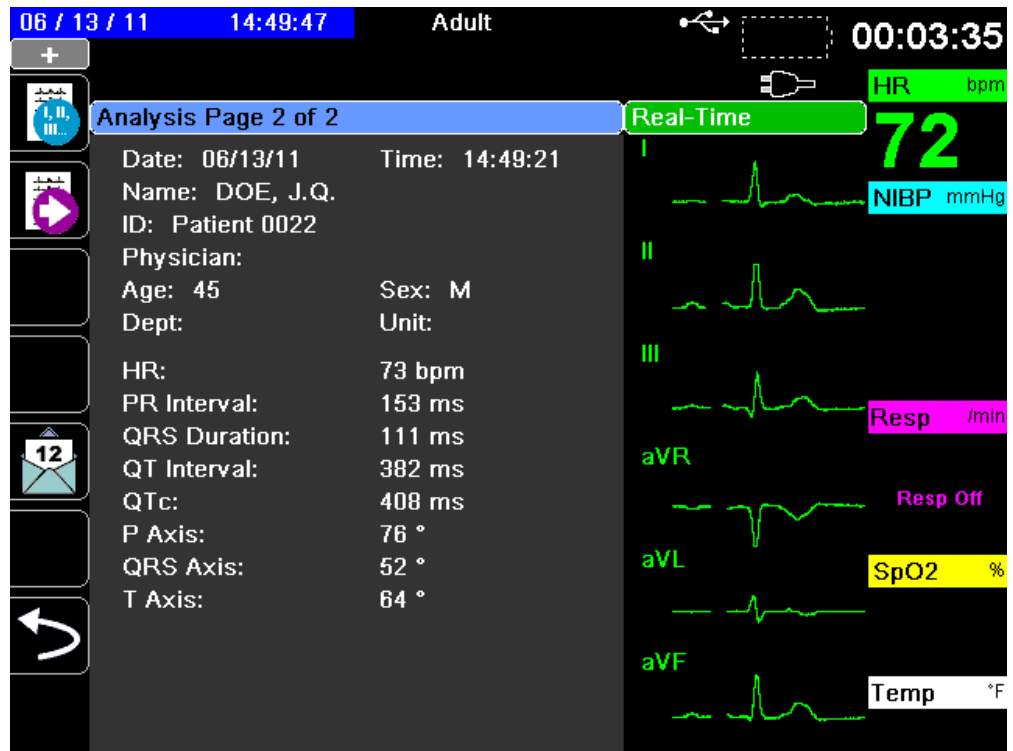 06 / 13 / 11 14:49:47 Adult 00:03:35
+
HR bpm
72
I, II, III...
Analysis Page 2 of 2
Real-Time
Date: 06/13/11 Time: 14:49:21
Name: DOE, J.Q.
ID: Patient 0022
Physician:
Age: 45 Sex: M
Dept: Unit:
HR: 73 bpm
PR Interval: 153 ms
QRS Duration: 111 ms
QT Interval: 382 ms
QTc: 408 ms
P Axis: 76 °
QRS Axis: 52 °
T Axis: 64 °
12
I
II
III
aVR
aVL
aVF
NIBP mmHg
Resp /min
Resp Off
SpO2 %
Temp °F